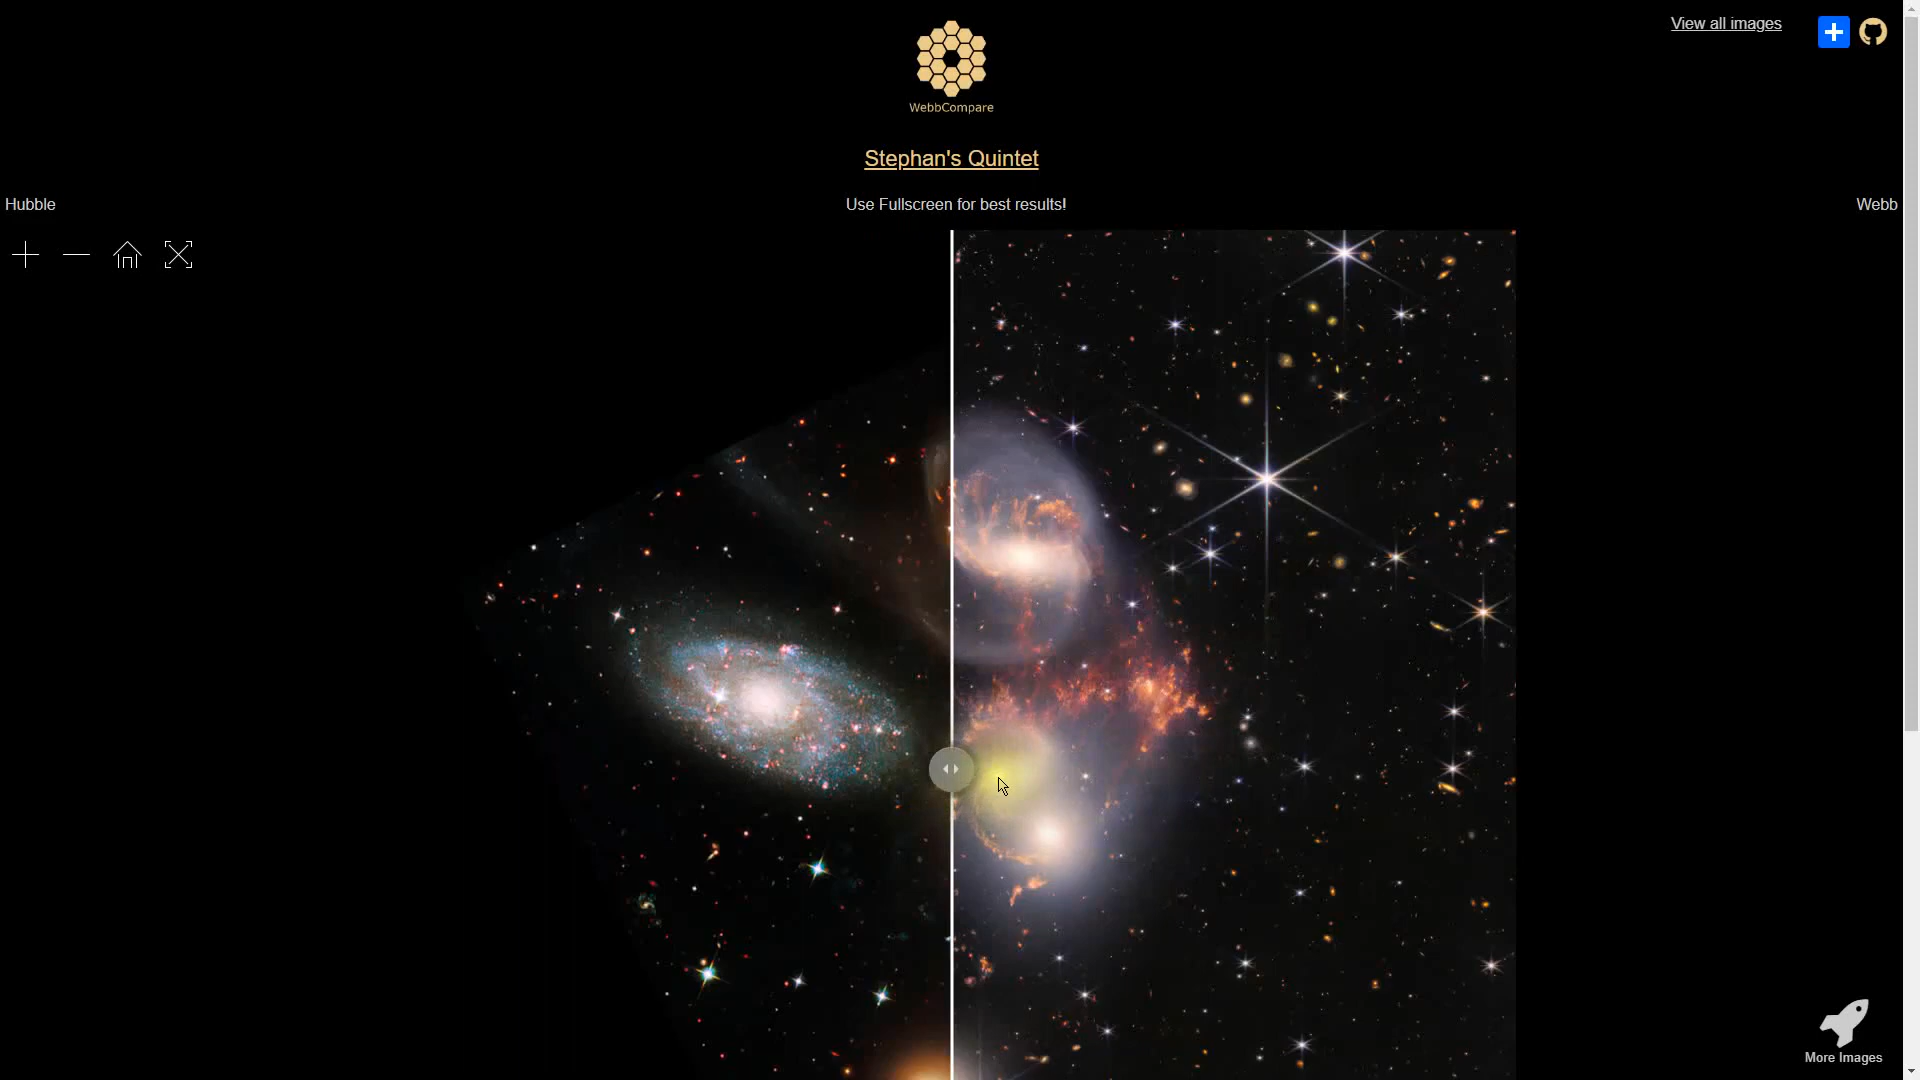 View all images
WebbCompare
Stephan's Quintet
Hubble
Use Fullscreen for best results!
Webb
More Images